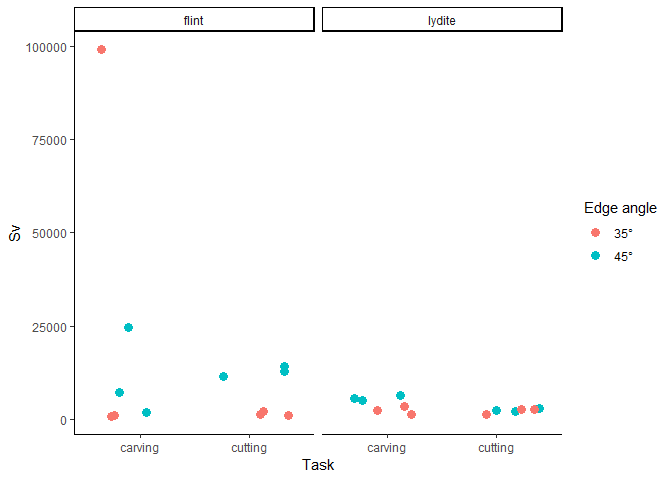 flint
lydite
100000
75000
50000
25000
0
Sv
carving
cutting
carving
cutting
Task
Edge angle
35°
45°